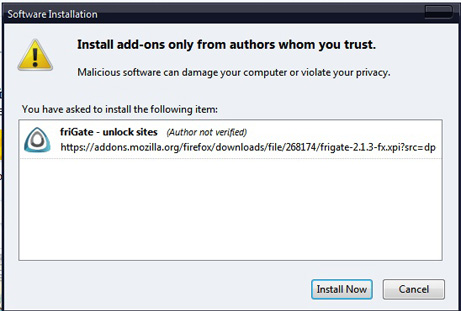 Software Installation
Install add-ons only from authors whom you trust.
Malicious software can damage your computer or violate your privacy.
You have asked to install the following item:
friGate - unlock sites (Author not verified)
https://addons.mozilla.org/firefox/downloads/file/268174/frigate-2.1.3-fx.xpi?src=dp
Install Now
Cancel